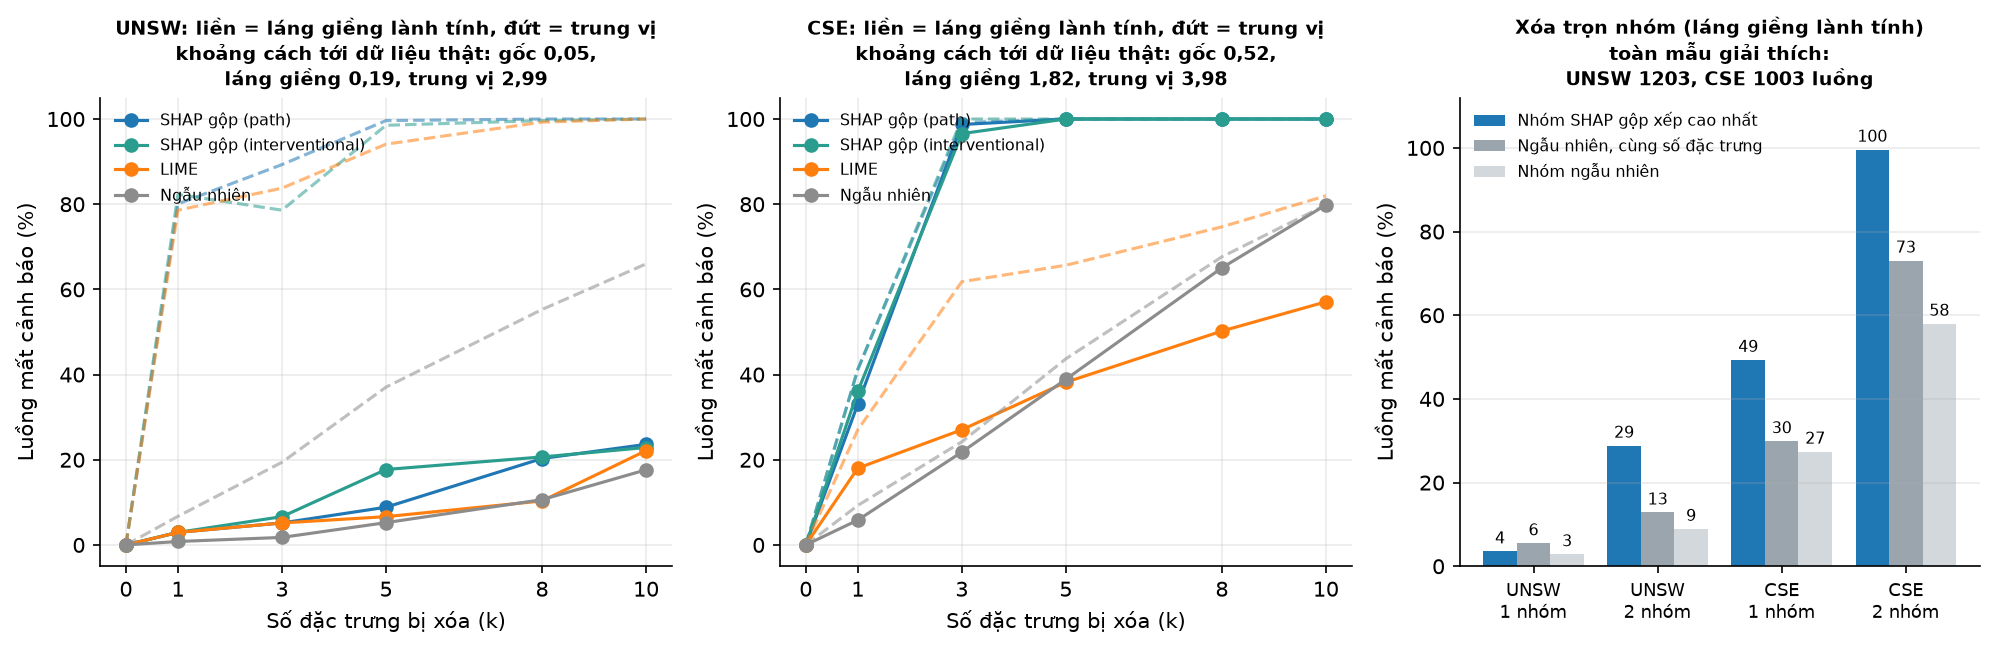 UNSW: liền = láng giềng lành tính, đứt = trung vị
khoảng cách tới dữ liệu thật: gốc 0,05,
láng giềng 0,19, trung vị 2,99
Luồng mất cảnh báo (%)
100
80
60
40
20
0
SHAP gộp (path)
SHAP gộp (interventional)
LIME
Ngẫu nhiên
0 1 3 5 8 10
Số đặc trưng bị xóa (k)
CSE: liền = láng giềng lành tính, đứt = trung vị
khoảng cách tới dữ liệu thật: gốc 0,52,
láng giềng 1,82, trung vị 3,98
Luồng mất cảnh báo (%)
100
80
60
40
20
0
SHAP gộp (path)
SHAP gộp (interventional)
LIME
Ngẫu nhiên
0 1 3 5 8 10
Số đặc trưng bị xóa (k)
Xóa trọn nhóm (láng giềng lành tính)
toàn mẫu giải thích:
UNSW 1203, CSE 1003 luồng
Luồng mất cảnh báo (%)
100
80
60
40
20
0
Nhóm SHAP gộp xếp cao nhất
Ngẫu nhiên, cùng số đặc trưng
Nhóm ngẫu nhiên
4 6 3
29 13 9
49 30 27
100 73 58
UNSW
1 nhóm
UNSW
2 nhóm
CSE
1 nhóm
CSE
2 nhóm